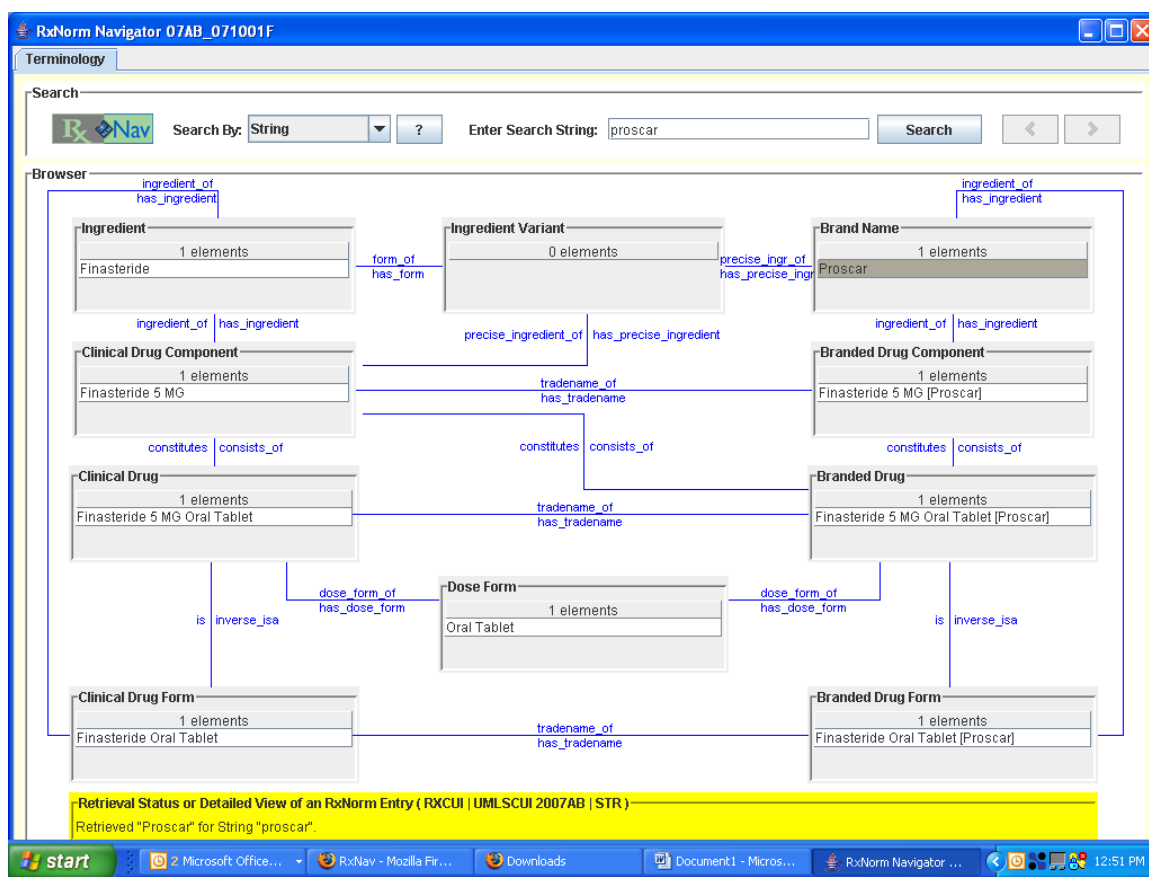 RxNorm Navigator 07AB_071001F
Terminology
Search
Rx Nav Search By: String ? Enter Search String: proscar Search < >
Browser
ingredient_of
has_ingredient
ingredient_of
has_ingredient
Ingredient
1 elements
Finasteride
form_of
has_form
Ingredient Variant
0 elements
precise_ingr_of
has_precise_ingr
Brand Name
1 elements
Proscar
ingredient_of has_ingredient
precise_ingredient_of has_precise_ingredient
ingredient_of has_ingredient
Clinical Drug Component
1 elements
Finasteride 5 MG
tradename_of
has_tradename
Branded Drug Component
1 elements
Finasteride 5 MG [Proscar]
constitutes consists_of
constitutes consists_of
constitutes consists_of
Clinical Drug
1 elements
Finasteride 5 MG Oral Tablet
tradename_of
has_tradename
Branded Drug
1 elements
Finasteride 5 MG Oral Tablet [Proscar]
is inverse_isa
dose_form_of
has_dose_form
Dose Form
1 elements
Oral Tablet
dose_form_of
has_dose_form
is inverse_isa
Clinical Drug Form
1 elements
Finasteride Oral Tablet
tradename_of
has_tradename
Branded Drug Form
1 elements
Finasteride Oral Tablet [Proscar]
Retrieval Status or Detailed View of an RxNorm Entry ( RXCUI | UMLSCUI 2007AB | STR )
Retrieved "Proscar" for String "proscar".
start 2 Microsoft Office... RxNav - Mozilla Fir... Downloads Document1 - Micros... RxNorm Navigator ... 12:51 PM